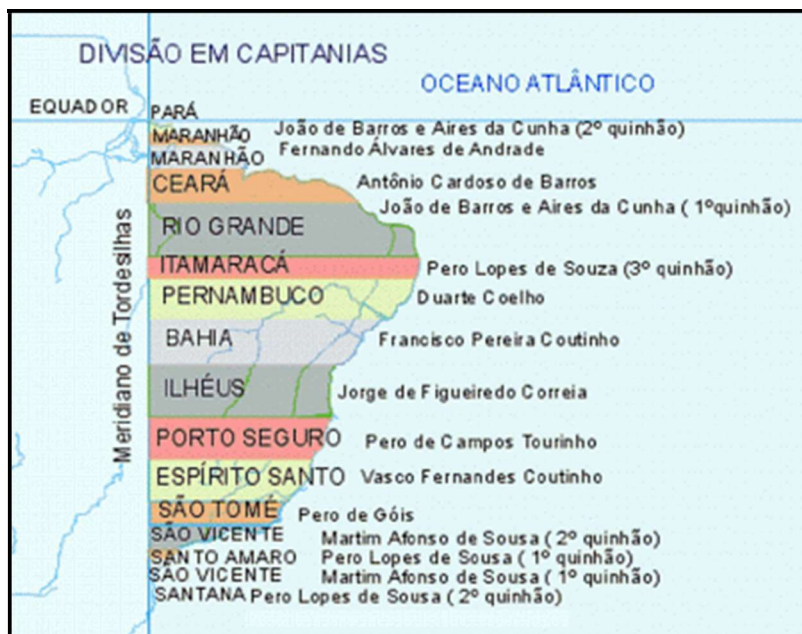 DIVISÃO EM CAPITANIAS
OCEANO ATLÂNTICO
EQUADOR
PARÁ
MARANHÃO João de Barros e Aires da Cunha (2º quinhão)
MARANHÃO Fernando Álvares de Andrade
CEARÁ Antônio Cardoso de Barros
RIO GRANDE João de Barros e Aires da Cunha ( 1ºquinhão)
ITAMARACÁ Pero Lopes de Souza (3º quinhão)
PERNAMBUCO Duarte Coelho
BAHIA Francisco Pereira Coutinho
ILHÉUS Jorge de Figueiredo Correia
PORTO SEGURO Pero de Campos Tourinho
ESPÍRITO SANTO Vasco Fernandes Coutinho
SÃO TOMÉ Pero de Góis
SÃO VICENTE Martim Afonso de Sousa ( 2º quinhão)
SANTO AMARO Pero Lopes de Sousa ( 1º quinhão)
SÃO VICENTE Martim Afonso de Sousa ( 1º quinhão)
SANTANA Pero Lopes de Sousa ( 2º quinhão)
Meridiano de Tordesilhas